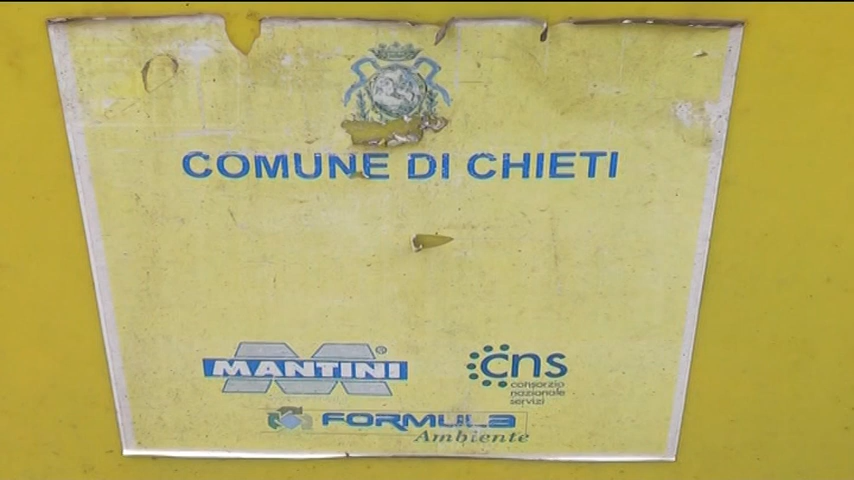 COMUNE DI CHIETI
MANTINI®
cns
consorzio
nazionale
servizi
FORMULA
Ambiente